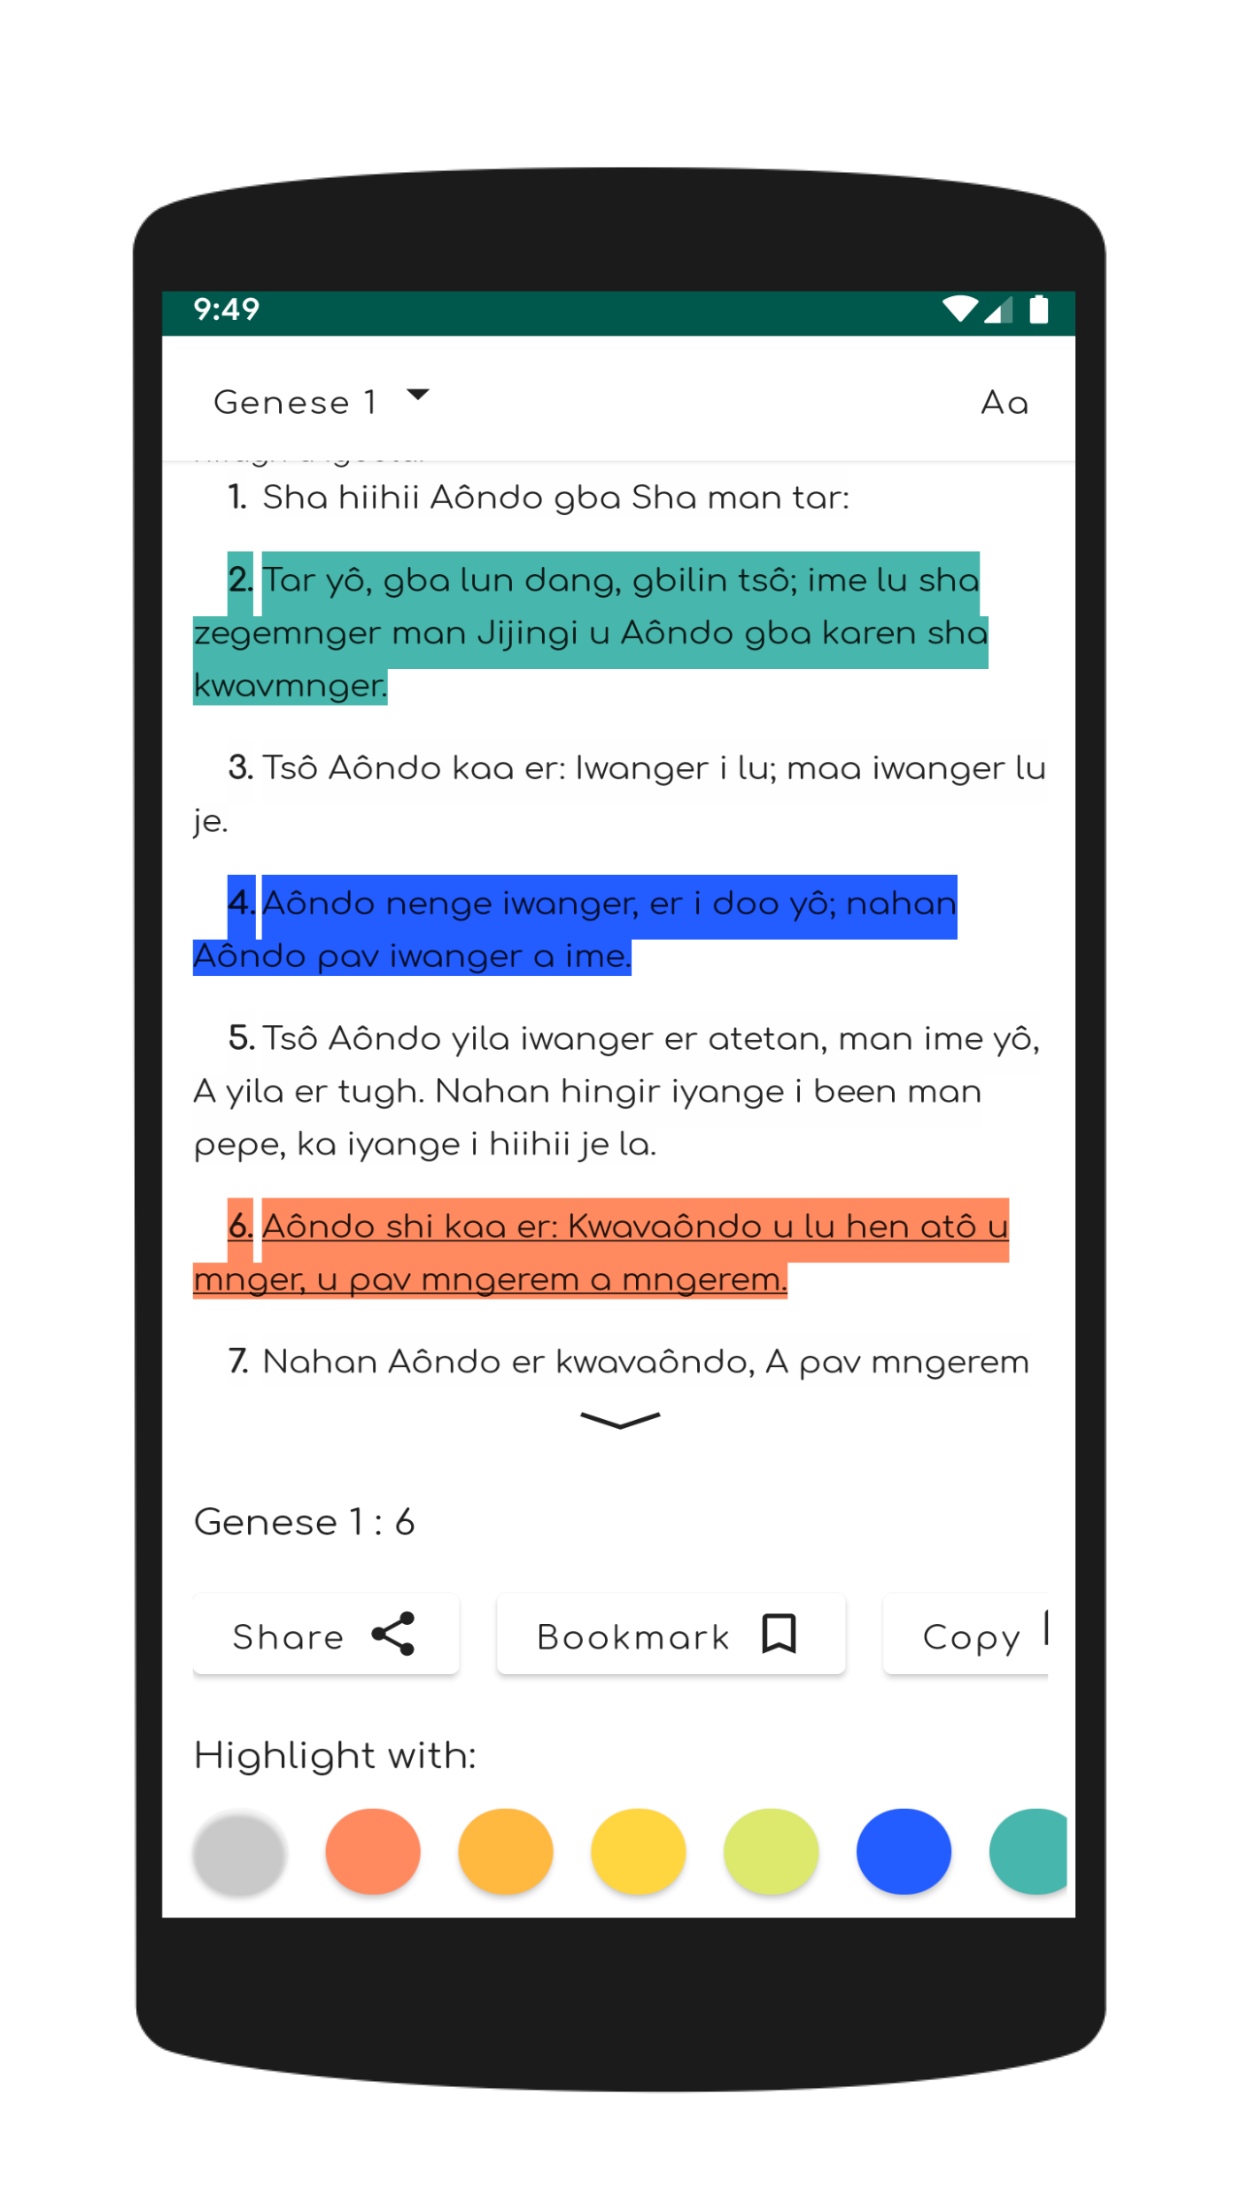 9:49
Genese 1
Aa
1. Sha hiihii Aôndo gba Sha man tar:
2. Tar yô, gba lun dang, gbilin tsô; ime lu sha
zegemnger man Jijingi u Aôndo gba karen sha
kwavmnger.
3. Tsô Aôndo kaa er: Iwanger i lu; maa iwanger lu
je.
4. Aôndo nenge iwanger, er i doo yô; nahan
Aôndo pav iwanger a ime.
5. Tsô Aôndo yila iwanger er atetan, man ime yô,
A yila er tugh. Nahan hingir iyange i been man
pepe, ka iyange i hiihii je la.
6. Aôndo shi kaa er: Kwavaôndo u lu hen atô u
mnger, u pav mngerem a mngerem.
7. Nahan Aôndo er kwavaôndo, A pav mngerem
Genese 1 : 6
Share
Bookmark
Copy
Highlight with: